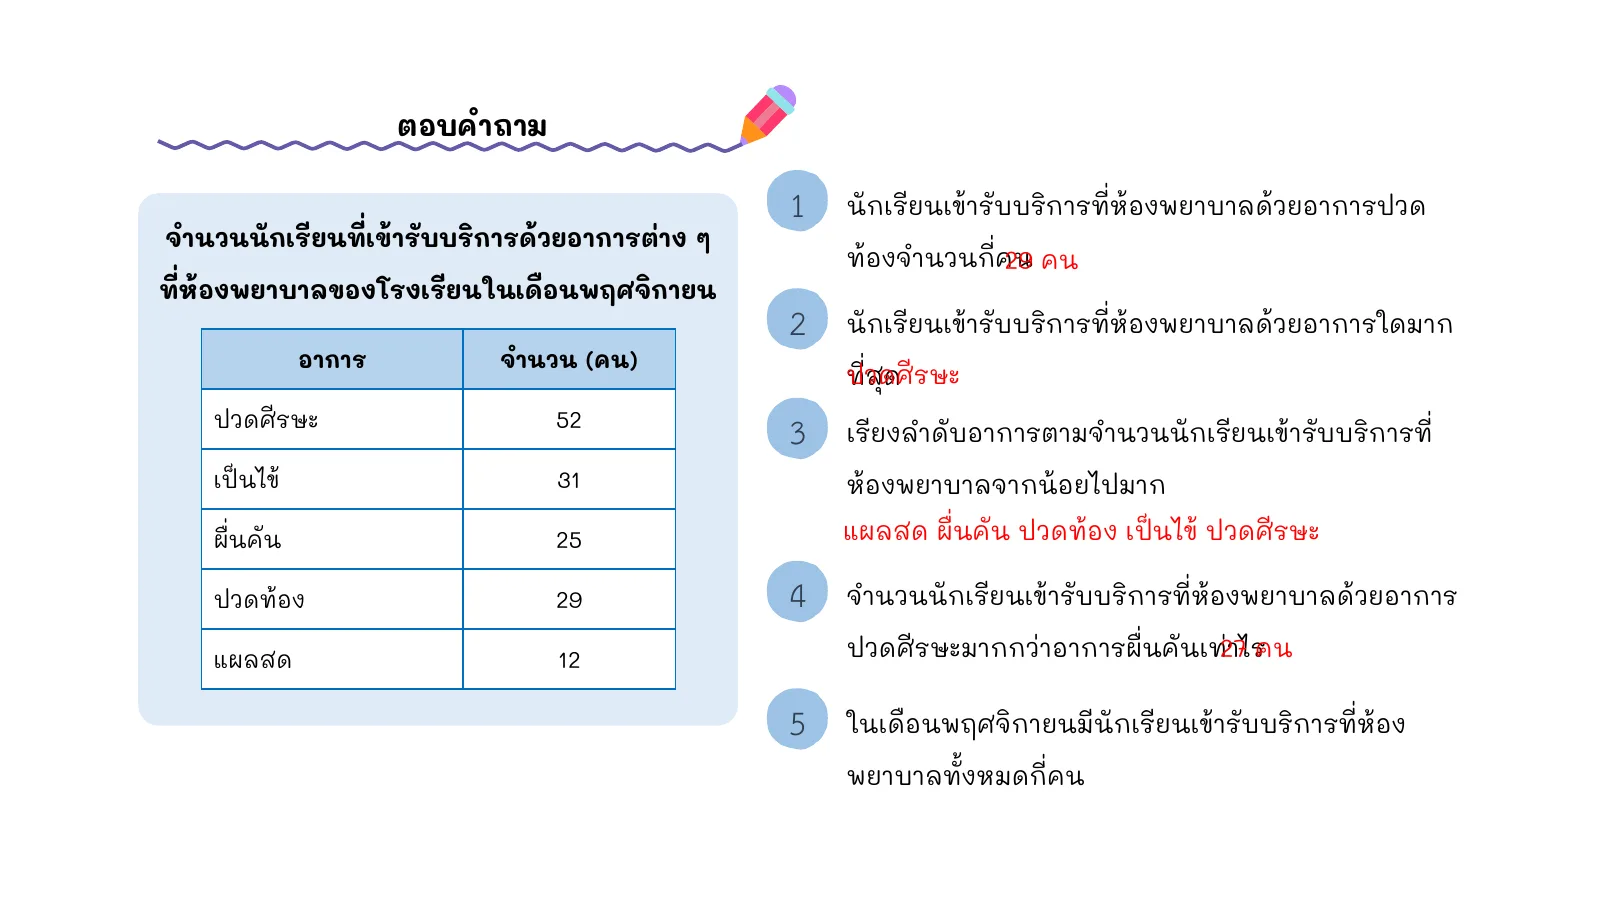 ตอบคำถาม
จำนวนนักเรียนที่เข้ารับบริการด้วยอาการต่าง ๆ
ที่ห้องพยาบาลของโรงเรียนในเดือนพฤศจิกายน
อาการ จำนวน (คน)
ปวดศีรษะ 52
เป็นไข้ 31
ผื่นคัน 25
ปวดท้อง 29
แผลสด 12
1 นักเรียนเข้ารับบริการที่ห้องพยาบาลด้วยอาการปวด
ท้องจำนวนกี่คน 29 คน
2 นักเรียนเข้ารับบริการที่ห้องพยาบาลด้วยอาการใดมาก
ที่สุด ปวดศีรษะ
3 เรียงลำดับอาการตามจำนวนนักเรียนเข้ารับบริการที่
ห้องพยาบาลจากน้อยไปมาก
แผลสด ผื่นคัน ปวดท้อง เป็นไข้ ปวดศีรษะ
4 จำนวนนักเรียนเข้ารับบริการที่ห้องพยาบาลด้วยอาการ
ปวดศีรษะมากกว่าอาการผื่นคันเท่าไร 27 คน
5 ในเดือนพฤศจิกายนมีนักเรียนเข้ารับบริการที่ห้อง
พยาบาลทั้งหมดกี่คน